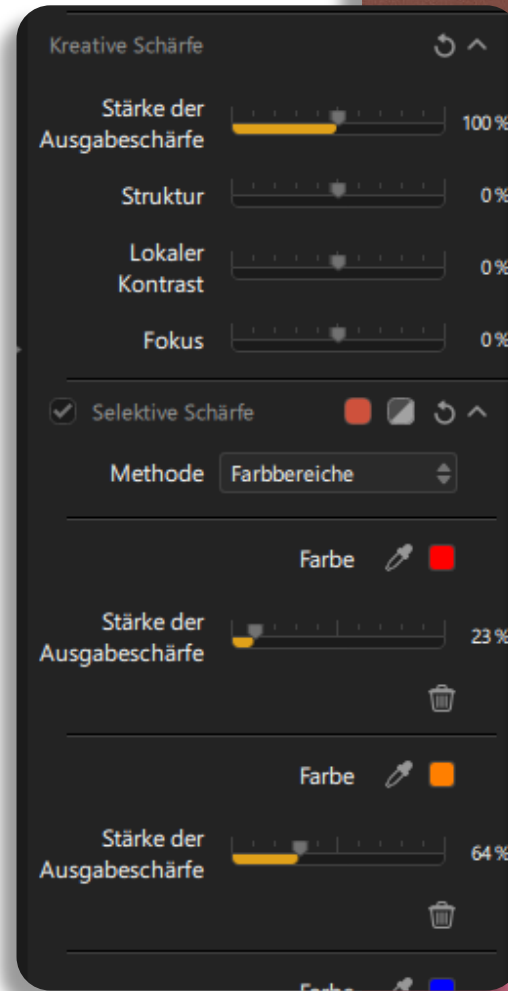 Kreative Schärfe
Stärke der
Ausgabeschärfe
100 %
Struktur
0 %
Lokaler
Kontrast
0 %
Fokus
0 %
Selektive Schärfe
Methode
Farbbereiche
Farbe
Stärke der
Ausgabeschärfe
23 %
Farbe
Stärke der
Ausgabeschärfe
64 %
Farbe